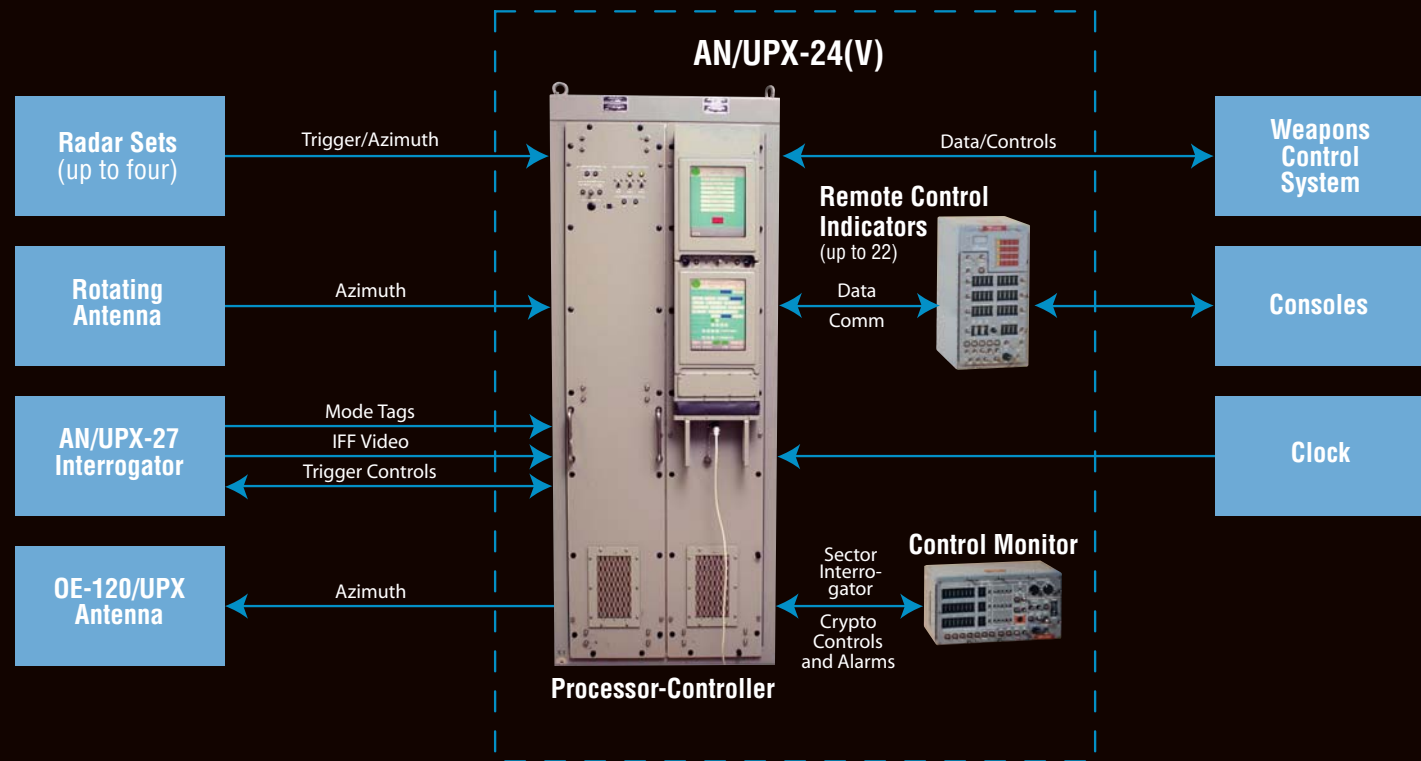 AN/UPX-24(V)
Radar Sets
(up to four)
Trigger/Azimuth
Rotating
Antenna
Azimuth
AN/UPX-27
Interrogator
Mode Tags
IFF Video
Trigger Controls
OE-120/UPX
Antenna
Azimuth
Processor-Controller
Data/Controls
Weapons
Control
System
Remote Control
Indicators
(up to 22)
Data
Comm
Consoles
Clock
Control Monitor
Sector
Interro-
gator
Crypto
Controls
and Alarms